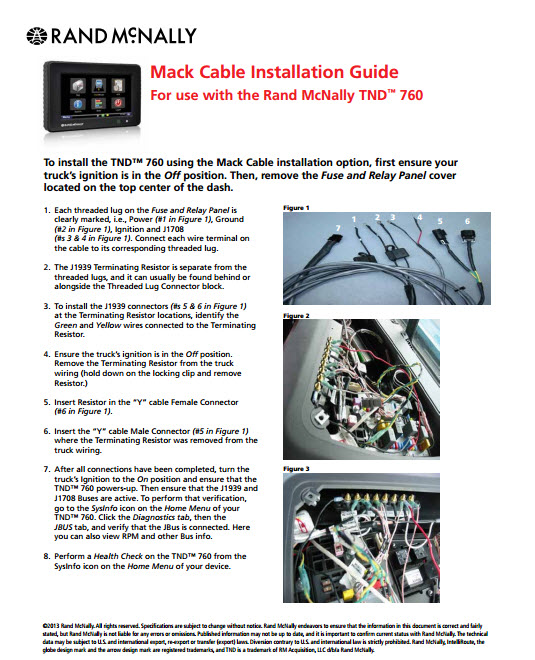 RAND MCNALLY
Mack Cable Installation Guide
For use with the Rand McNally TND™ 760
RAND MCNALLY
To install the TND™ 760 using the Mack Cable installation option, first ensure your
truck's ignition is in the Off position. Then, remove the Fuse and Relay Panel cover
located on the top center of the dash.
1. Each threaded lug on the Fuse and Relay Panel is
clearly marked, i.e., Power (#1 in Figure 1), Ground
(#2 in Figure 1), Ignition and J1708
(#s 3 & 4 in Figure 1). Connect each wire terminal on
the cable to its corresponding threaded lug.
2. The J1939 Terminating Resistor is separate from the
threaded lugs, and it can usually be found behind or
alongside the Threaded Lug Connector block.
3. To install the J1939 connectors (#s 5 & 6 in Figure 1)
at the Terminating Resistor locations, identify the
Green and Yellow wires connected to the Terminating
Resistor.
4. Ensure the truck's ignition is in the Off position.
Remove the Terminating Resistor from the truck
wiring (hold down on the locking clip and remove
Resistor.)
5. Insert Resistor in the "Y" cable Female Connector
(#6 in Figure 1).
6. Insert the "Y" cable Male Connector (#5 in Figure 1)
where the Terminating Resistor was removed from the
truck wiring.
7. After all connections have been completed, turn the
truck's Ignition to the On position and ensure that the
TND™ 760 powers-up. Then ensure that the J1939 and
J1708 Buses are active. To perform that verification,
go to the SysInfo icon on the Home Menu of your
TND™ 760. Click the Diagnostics tab, then the
JBUS tab, and verify that the JBus is connected. Here
you can also view RPM and other Bus info.
8. Perform a Health Check on the TND™ 760 from the
SysInfo icon on the Home Menu of your device.
Figure 1
1 2 3 4 5 6
7
Figure 2
Figure 3
©2013 Rand McNally. All rights reserved. Specifications are subject to change without notice. Rand McNally endeavors to ensure that the information in this document is correct and fairly
stated, but Rand McNally is not liable for any errors or omissions. Published information may not be up to date, and it is important to confirm current status with Rand McNally. The technical
data may be subject to U.S. and international export, re-export or transfer (export) laws. Diversion contrary to U.S. and international law is strictly prohibited. Rand McNally, IntelliRoute, the
globe design mark and the arrow design mark are registered trademarks, and TND is a trademark of RM Acquisition, LLC d/b/a Rand McNally.